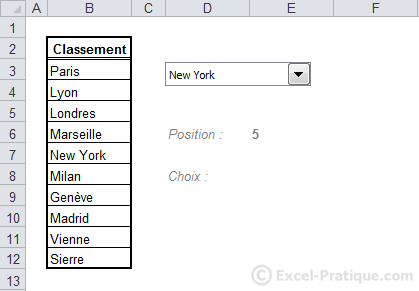 A B C D E F
1
2 Classement
3 Paris New York
4 Lyon
5 Londres
6 Marseille Position : 5
7 New York
8 Milan Choix :
9 Genève
10 Madrid
11 Vienne
12 Sierre
13
© Excel-Pratique.com